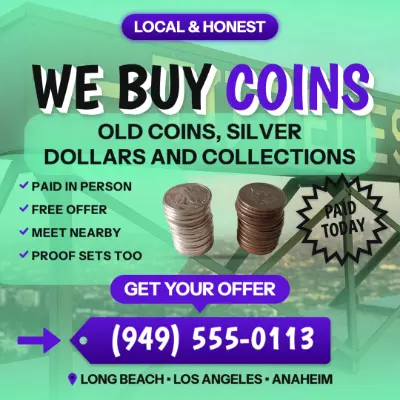 LOCAL & HONEST
WE BUY COINS
OLD COINS, SILVER
DOLLARS AND COLLECTIONS
PAID IN PERSON
FREE OFFER
MEET NEARBY
PROOF SETS TOO
PAID
TODAY
GET YOUR OFFER
(949) 555-0113
LONG BEACH • LOS ANGELES • ANAHEIM